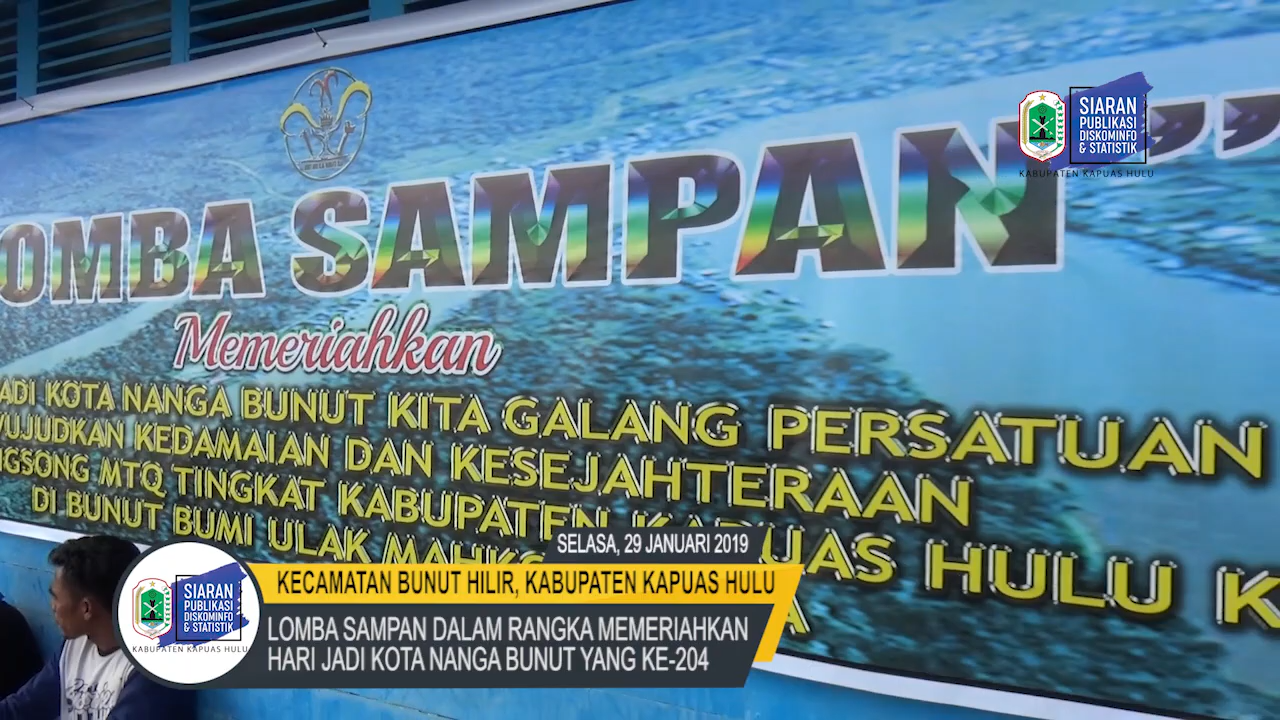 SIARAN
PUBLIKASI
DISKOMINFO
& STATISTIK
KABUPATEN KAPUAS HULU
OMBA SAMPAN"
Memeriahkan
ADI KOTA NANGA BUNUT KITA GALANG PERSATUAN
UJUDKAN KEDAMAIAN DAN KESEJAHTERAAN
NGSONG MTQ TINGKAT KABUPATEN KAPUAS HULU K
DI BUNUT BUMI ULAK
SELASA, 29 JANUARI 2019
KECAMATAN BUNUT HILIR, KABUPATEN KAPUAS HULU
LOMBA SAMPAN DALAM RANGKA MEMERIAHKAN
HARI JADI KOTA NANGA BUNUT YANG KE-204
SIARAN
PUBLIKASI
DISKOMINFO
& STATISTIK
KABUPATEN KAPUAS HULU